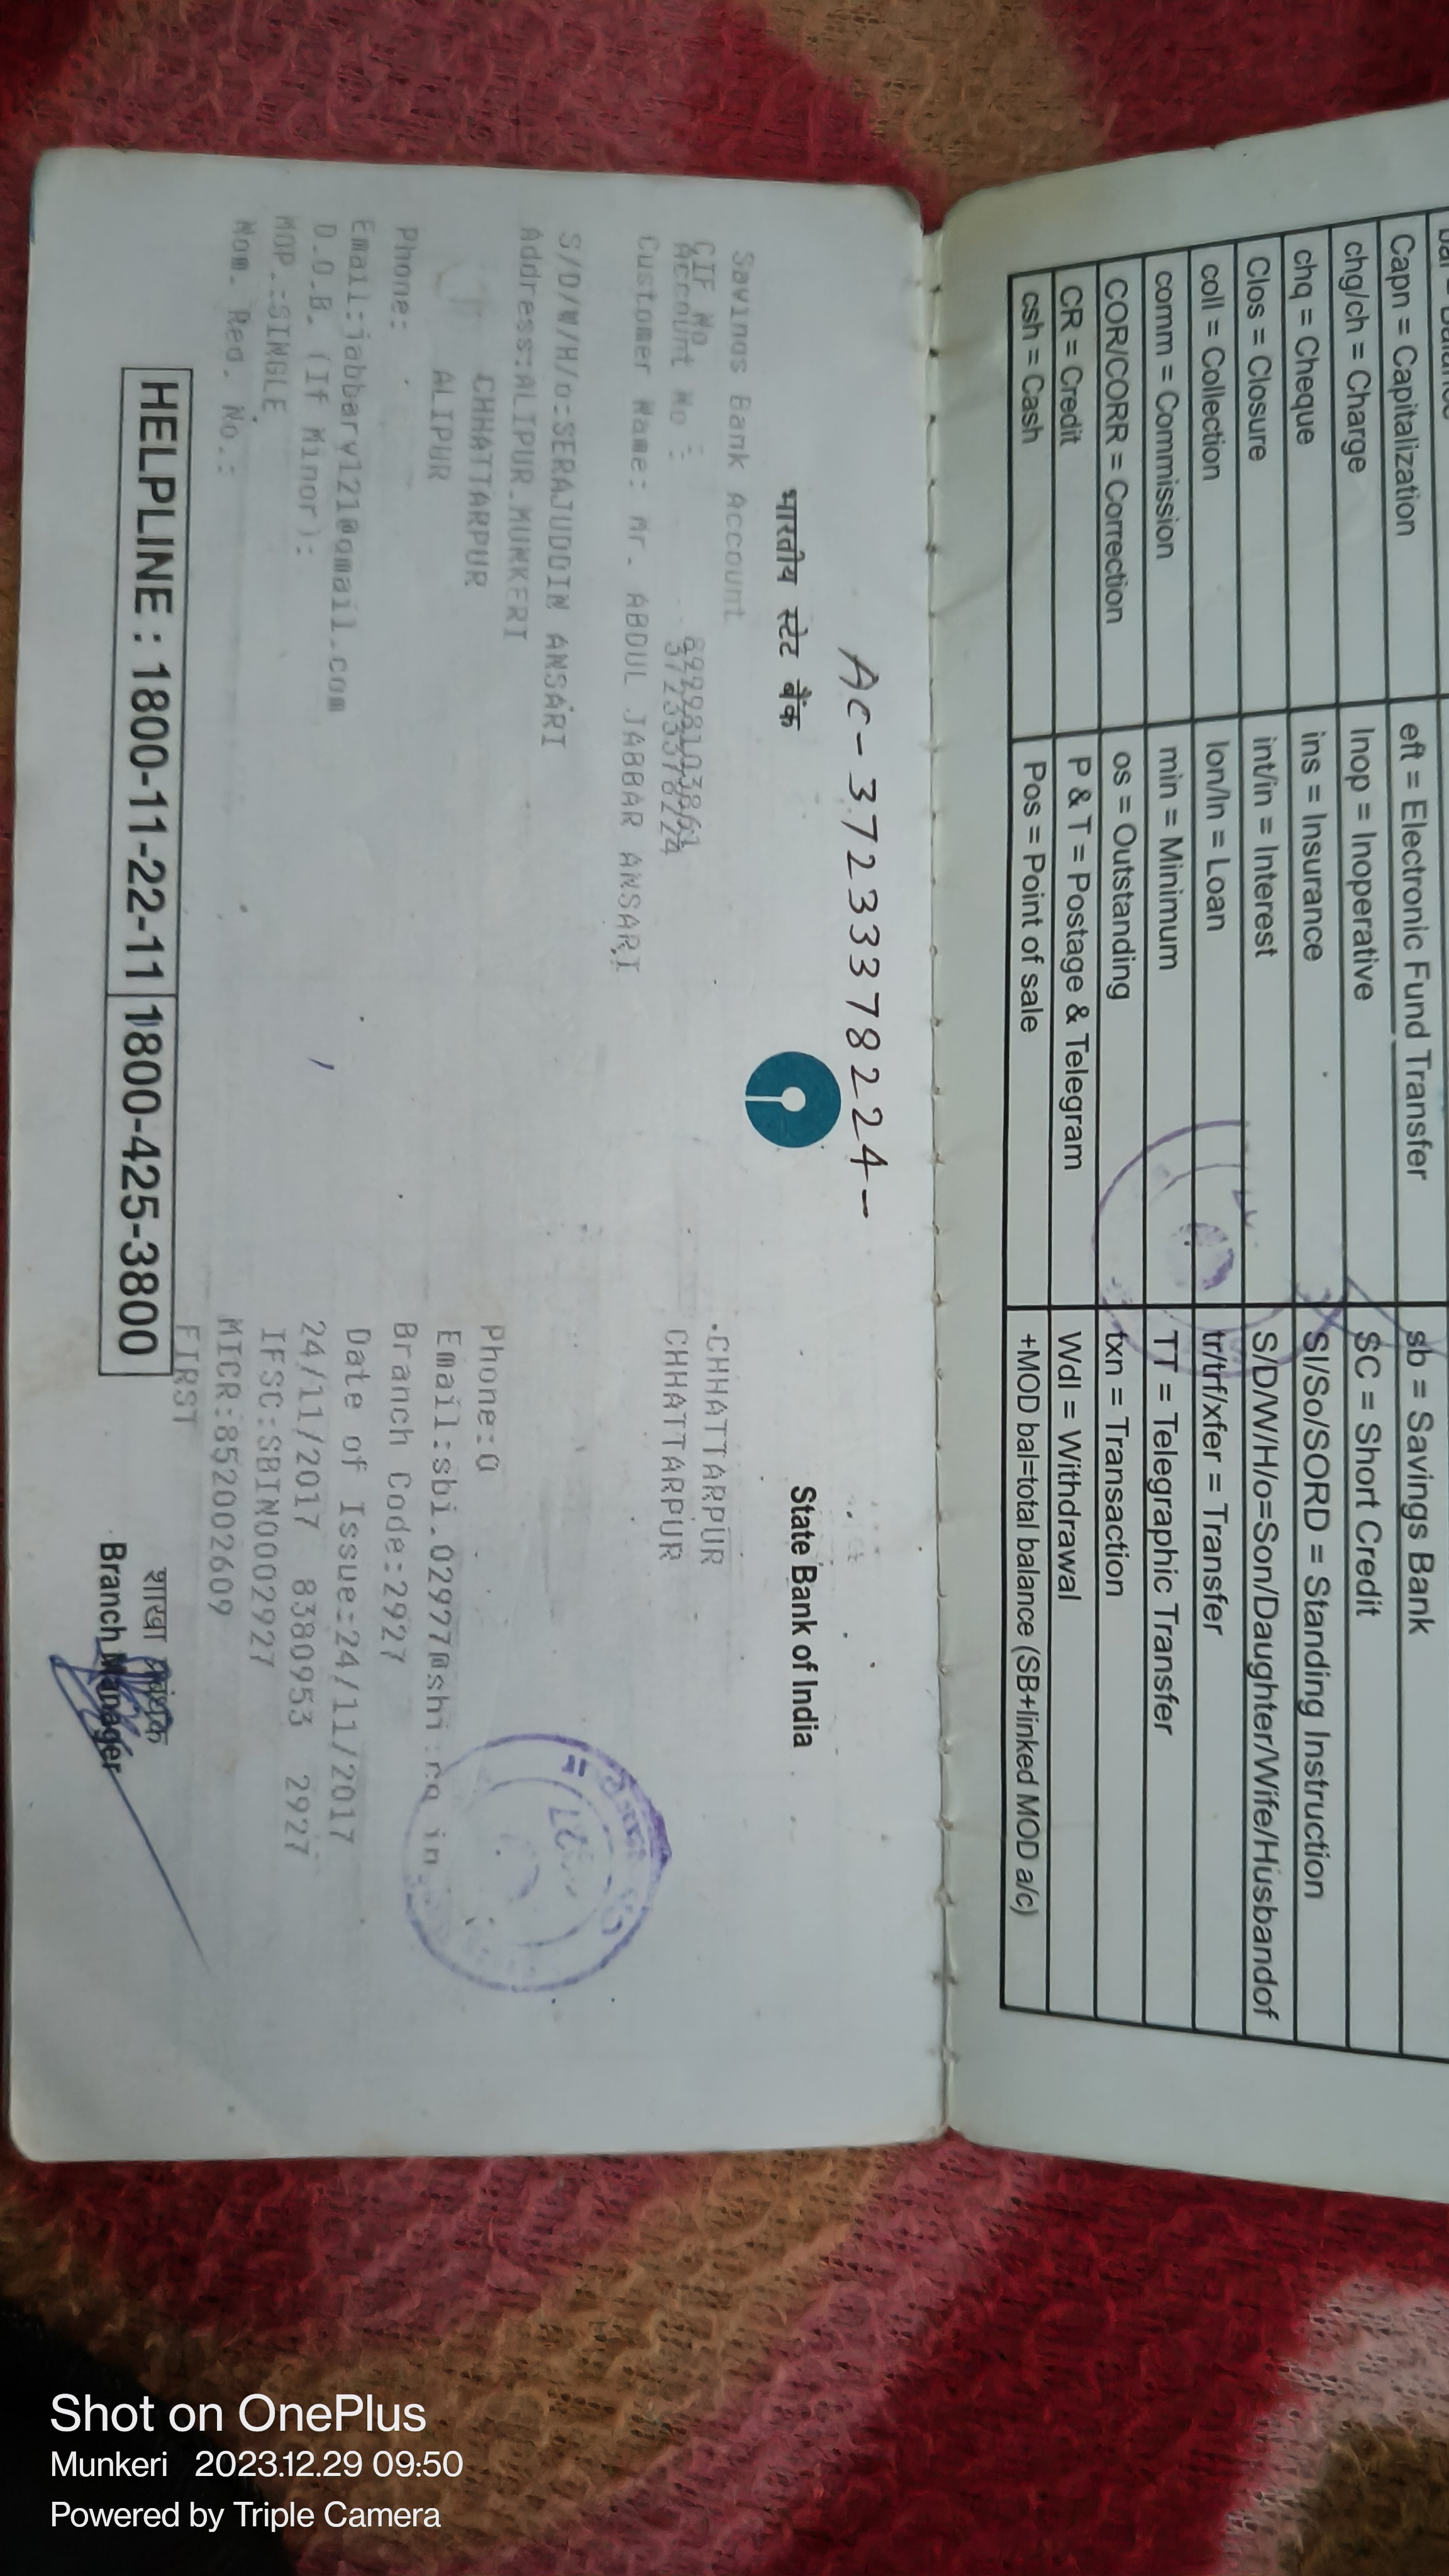 Capn = Capitalization
eft = Electronic Fund Transfer
sb = Savings Bank
chg/ch = Charge
Inop = Inoperative
SC = Short Credit
chq = Cheque
ins = Insurance
SI/So/SORD = Standing Instruction
Clos = Closure
int/in = Interest
S/D/W/H/o=Son/Daughter/Wife/Husbandof
coll = Collection
lon/ln = Loan
tr/trf/xfer = Transfer
comm = Commission
min = Minimum
TT = Telegraphic Transfer
COR/CORR = Correction
os = Outstanding
txn = Transaction
CR = Credit
P & T = Postage & Telegram
Wdl = Withdrawal
csh = Cash
Pos = Point of sale
+MOD bal=total balance (SB+linked MOD a/c)
Ac - 37233378224 -
भारतीय स्टेट बैंक
State Bank of India
Savings Bank Account
CIF No
Account No :
37233378224
Customer Name: Mr. ABDUL JABBAR ANSARI
S/D/W/H/o:SERAJUDDIN ANSARI
Address:ALIPUR.MUNKERI
CHHATTARPUR
ALIPUR
Phone:
Email:jabbary121@gmail.com
D.O.B. (If Minor):
MOP.:SINGLE
Nom. Reg. No.:
CHHATTARPUR
CHHATTARPUR
Phone:0
Branch Code:2927
Date of Issue:24/11/2017
24/11/2017 8380953 2927
IFSC:SBIN0002927
MICR:852002609
FIRST
HELPLINE : 1800-11-22-11 1800-425-3800
शाखा प्रबंधक
Branch Manager
Shot on OnePlus
Munkeri 2023.12.29 09:50
Powered by Triple Camera